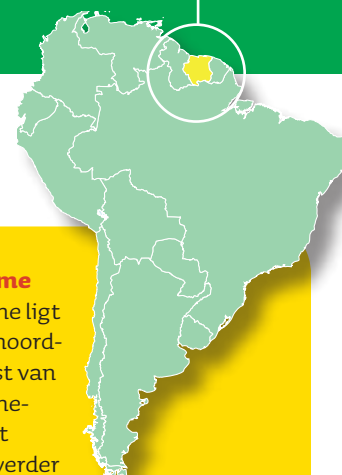 me
ne ligt
noord-
st van
ne-
t
verder